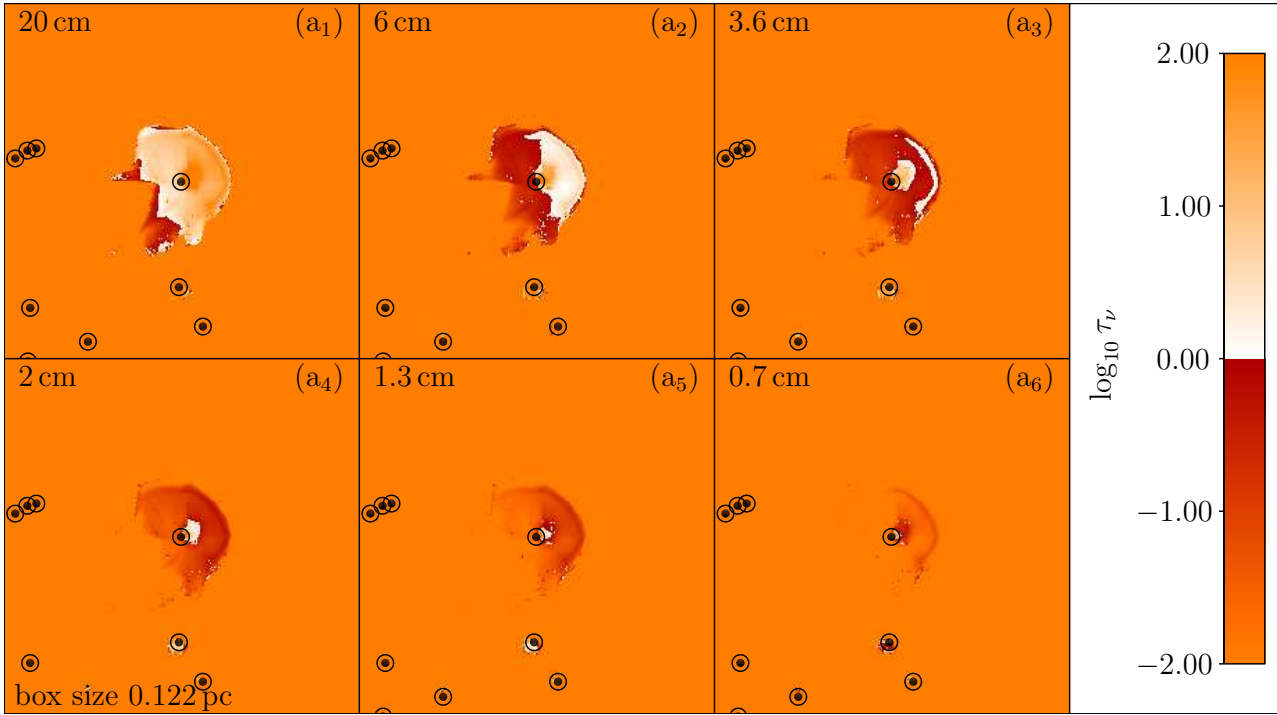 20 cm (a₁) 6 cm (a₂) 3.6 cm (a₃)
2.00
1.00
log₁₀ τ_ν
0.00
−1.00
−2.00
2 cm (a₄) 1.3 cm (a₅) 0.7 cm (a₆)
box size 0.122 pc